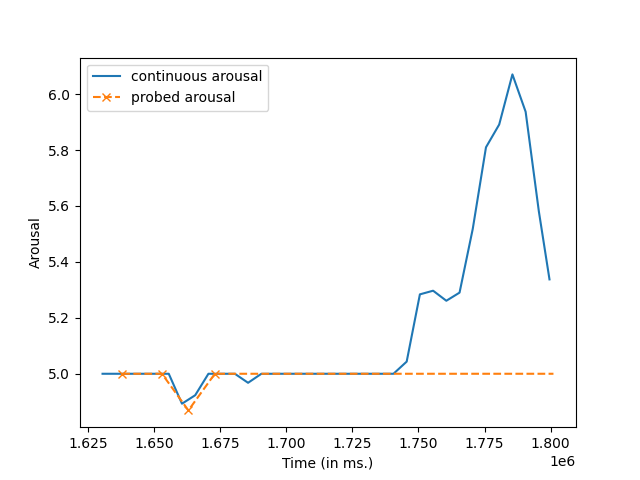 continuous arousal
probed arousal
6.0
5.8
5.6
5.4
5.2
5.0
Arousal
1.625 1.650 1.675 1.700 1.725 1.750 1.775 1.800
1e6
Time (in ms.)